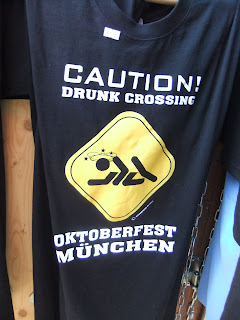 CAUTION!
DRUNK CROSSING
OKTOBERFEST
MÜNCHEN